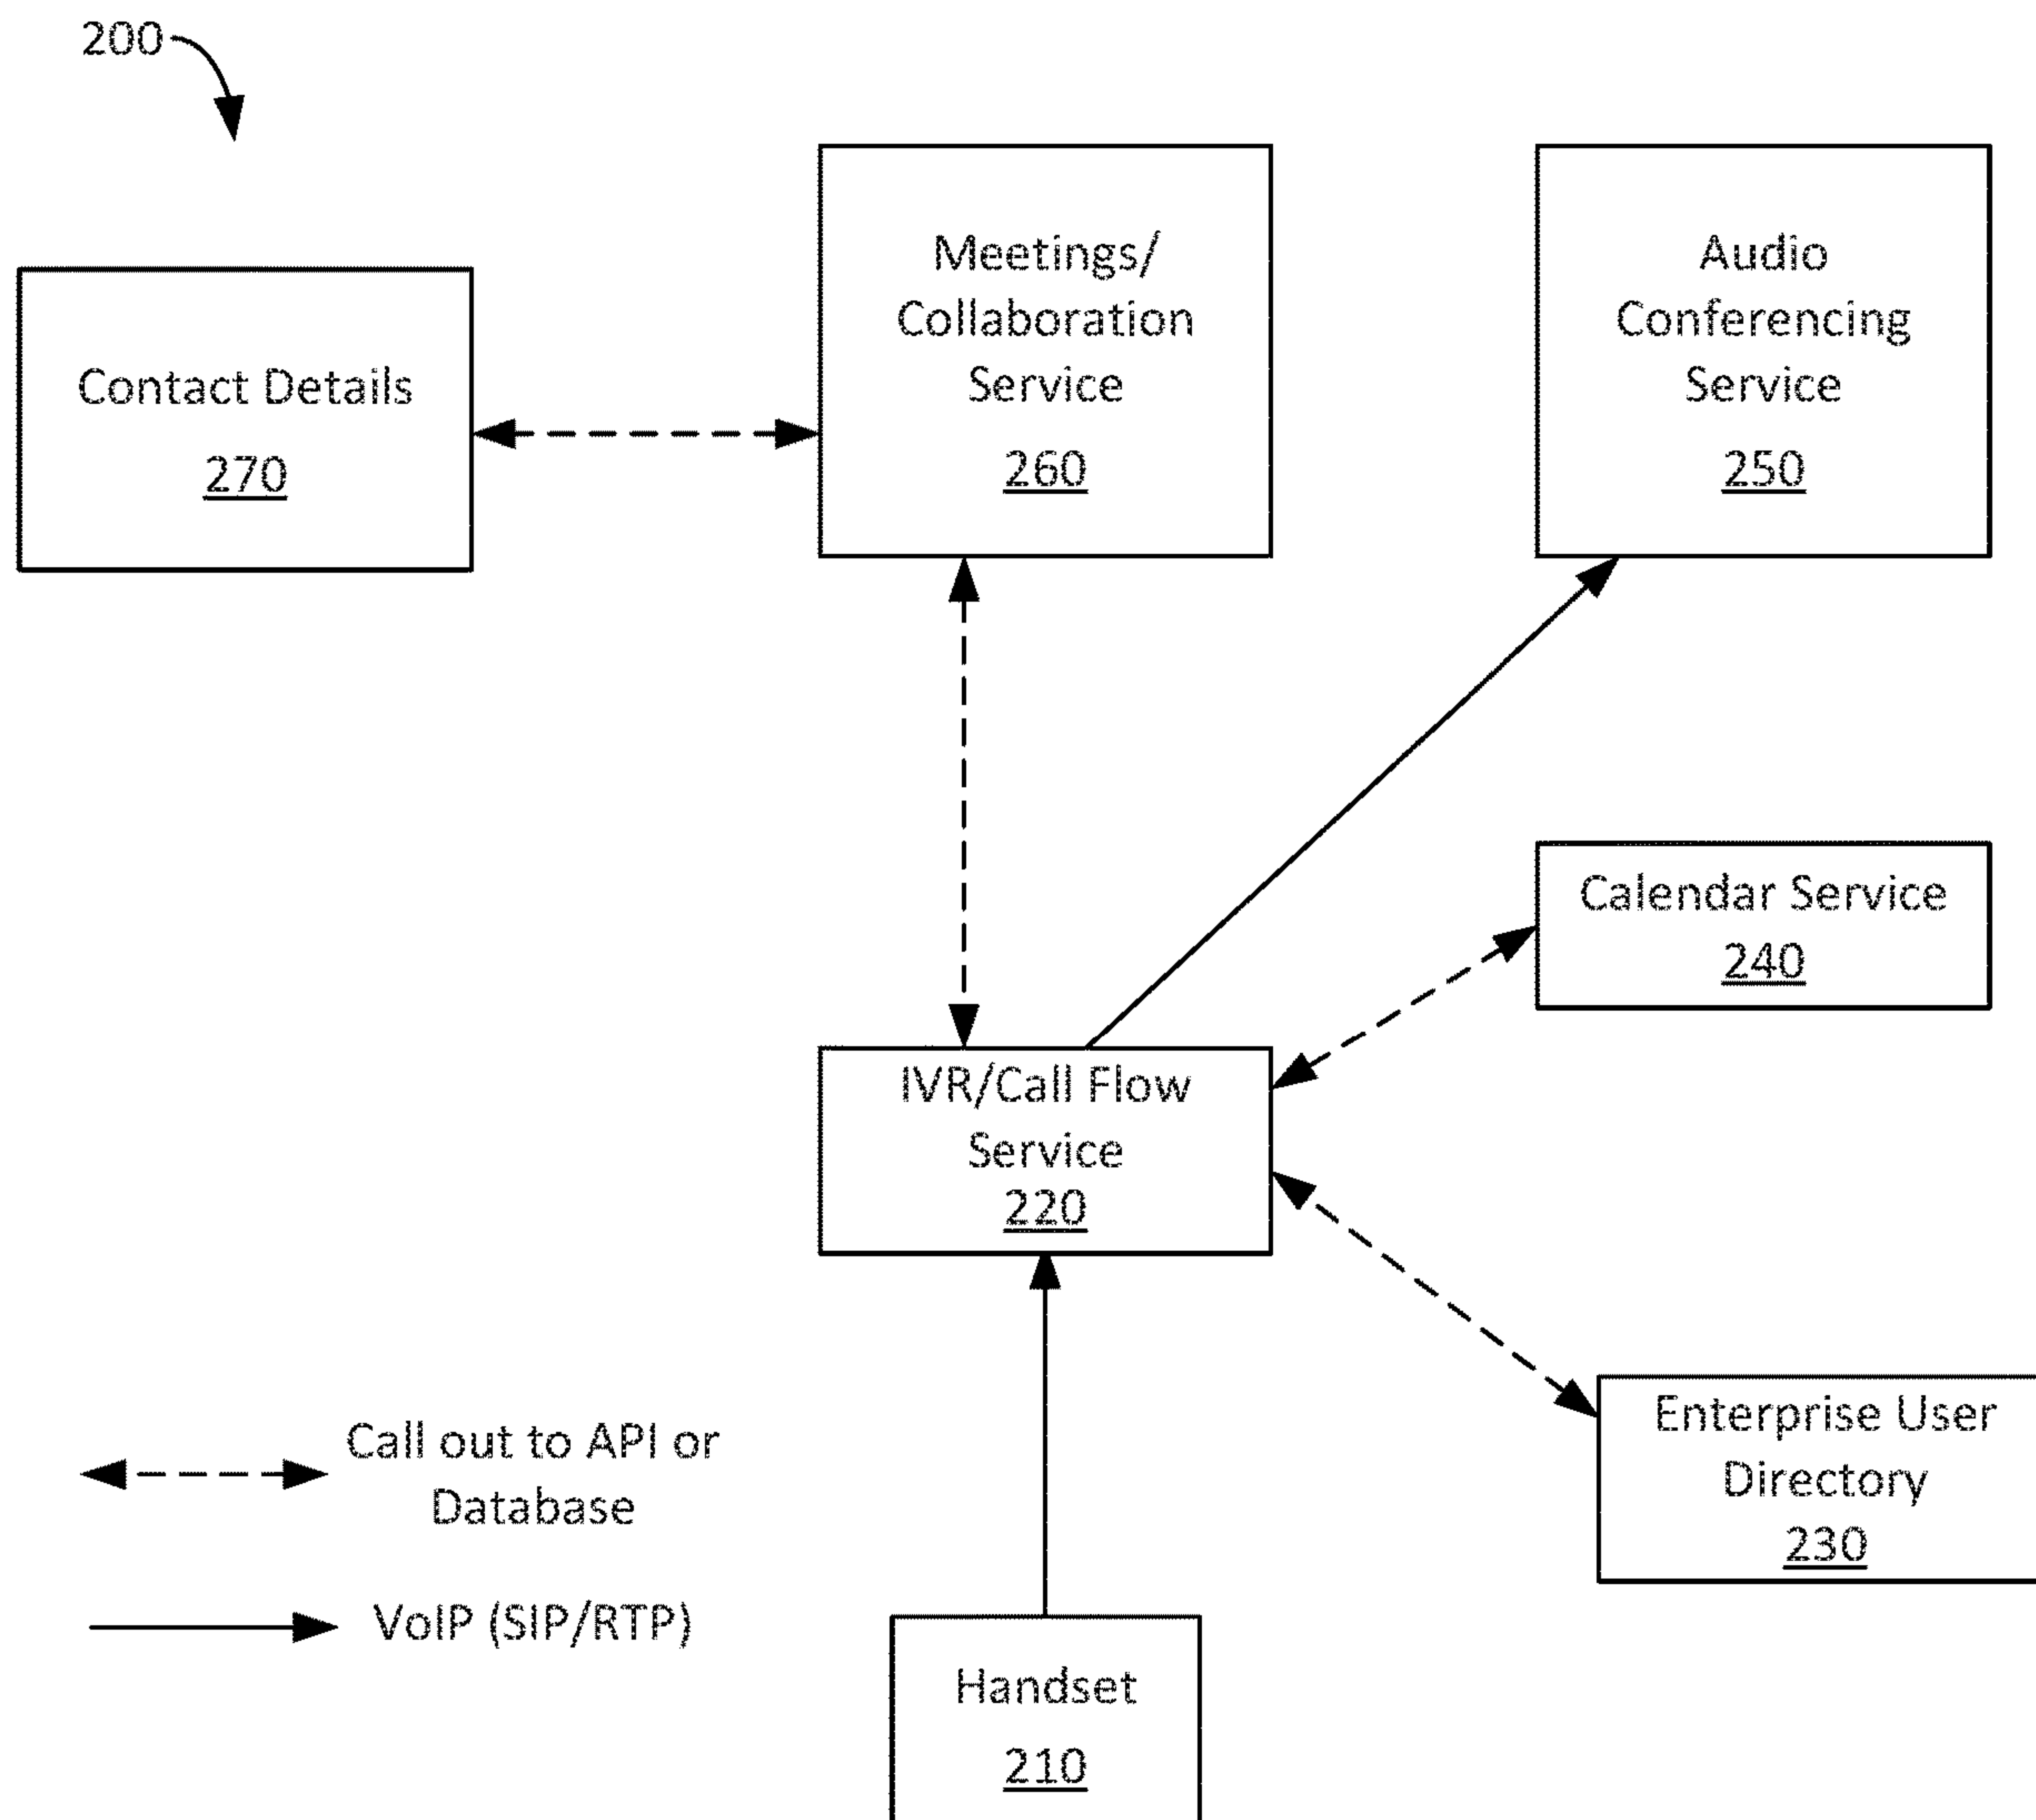 200
Meetings/
Collaboration
Service
260
Audio
Conferencing
Service
250
Contact Details
270
Calendar Service
240
IVR/Call Flow
Service
220
Enterprise User
Directory
230
Call out to API or
Database
VoIP (SIP/RTP)
Handset
210